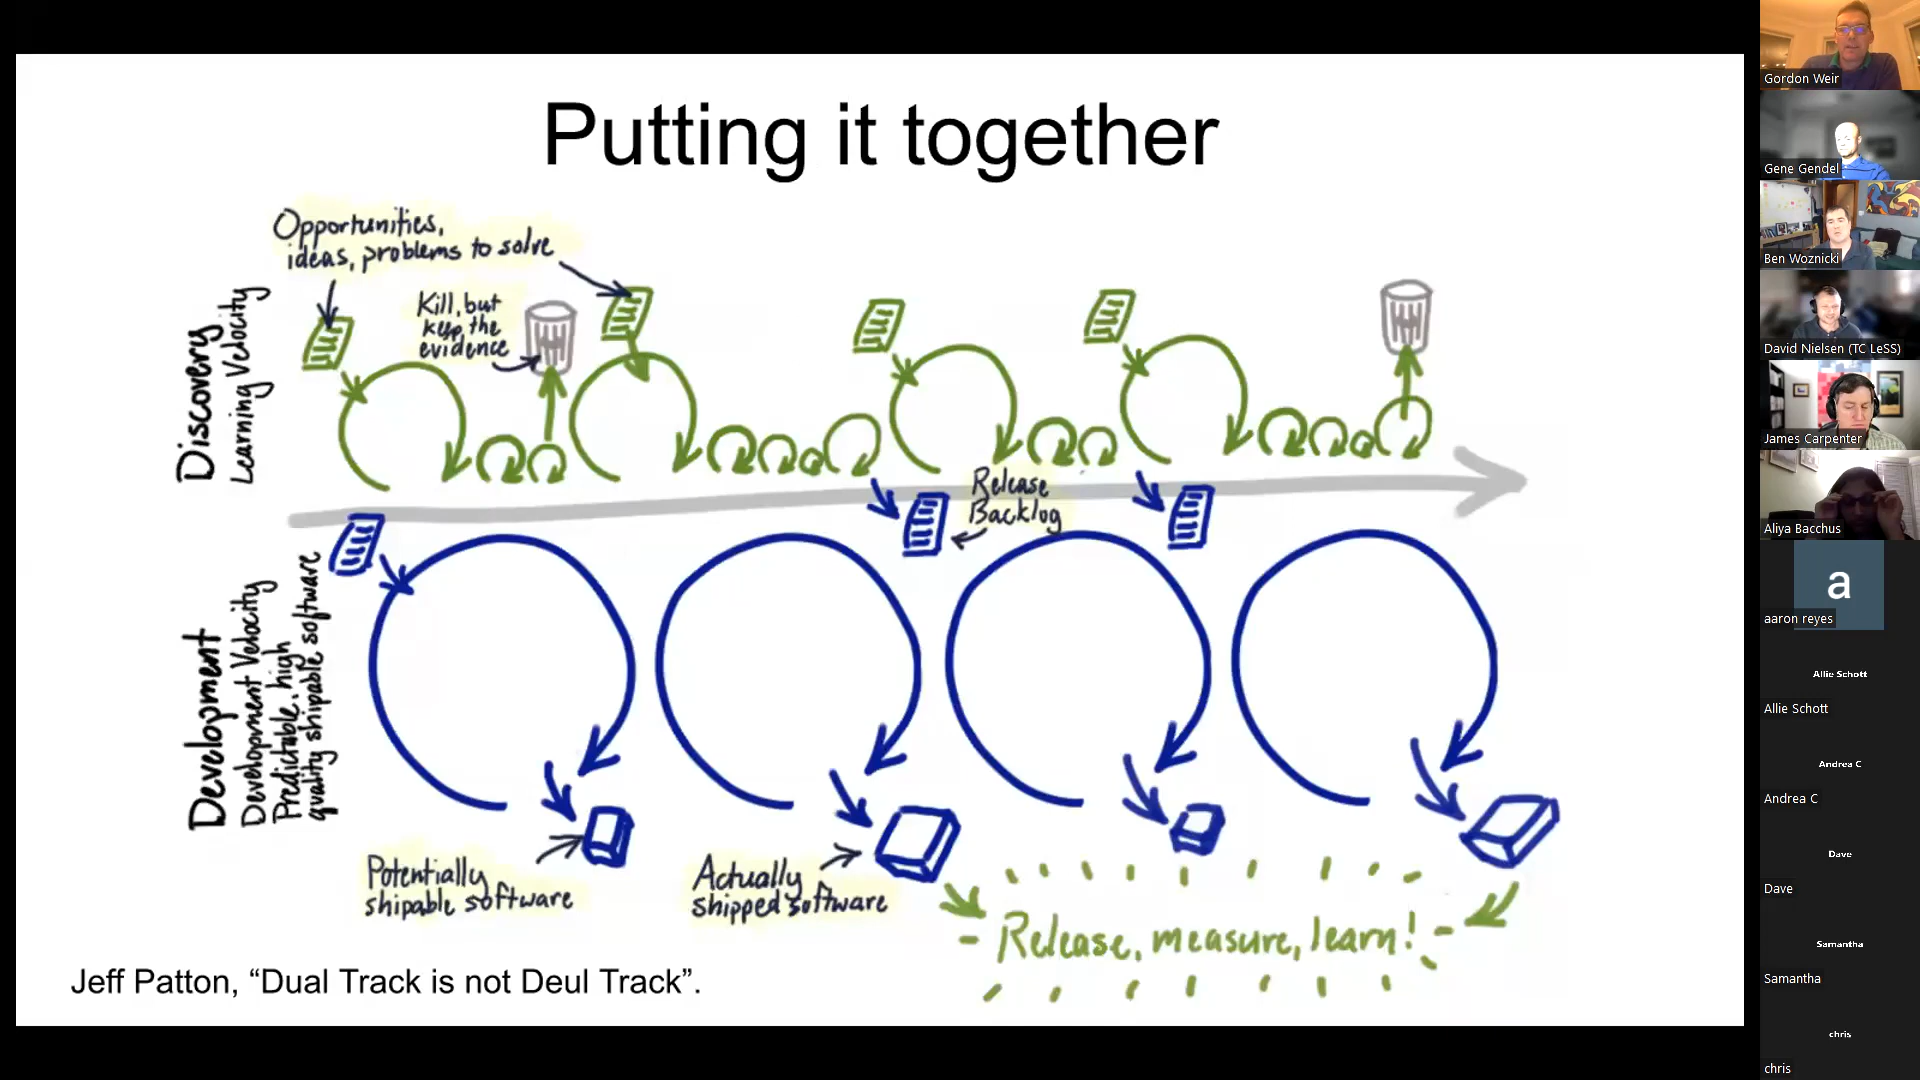 Putting it together
Opportunities,
ideas, problems to solve
Kill, but
keep the
evidence
Discovery
Learning Velocity
Release
Backlog
Development
Development Velocity
Predictable, high
quality shipable software
Potentially
shipable software
Actually
shipped software
- Release, measure, learn! -
Jeff Patton, “Dual Track is not Deul Track”.
Gordon Weir
Gene Gendel
Ben Woznicki
David Nielsen (TC LeSS)
James Carpenter
Aliya Bacchus
a
aaron reyes
Allie Schott
Allie Schott
Andrea C
Andrea C
Dave
Dave
Samantha
Samantha
chris
chris